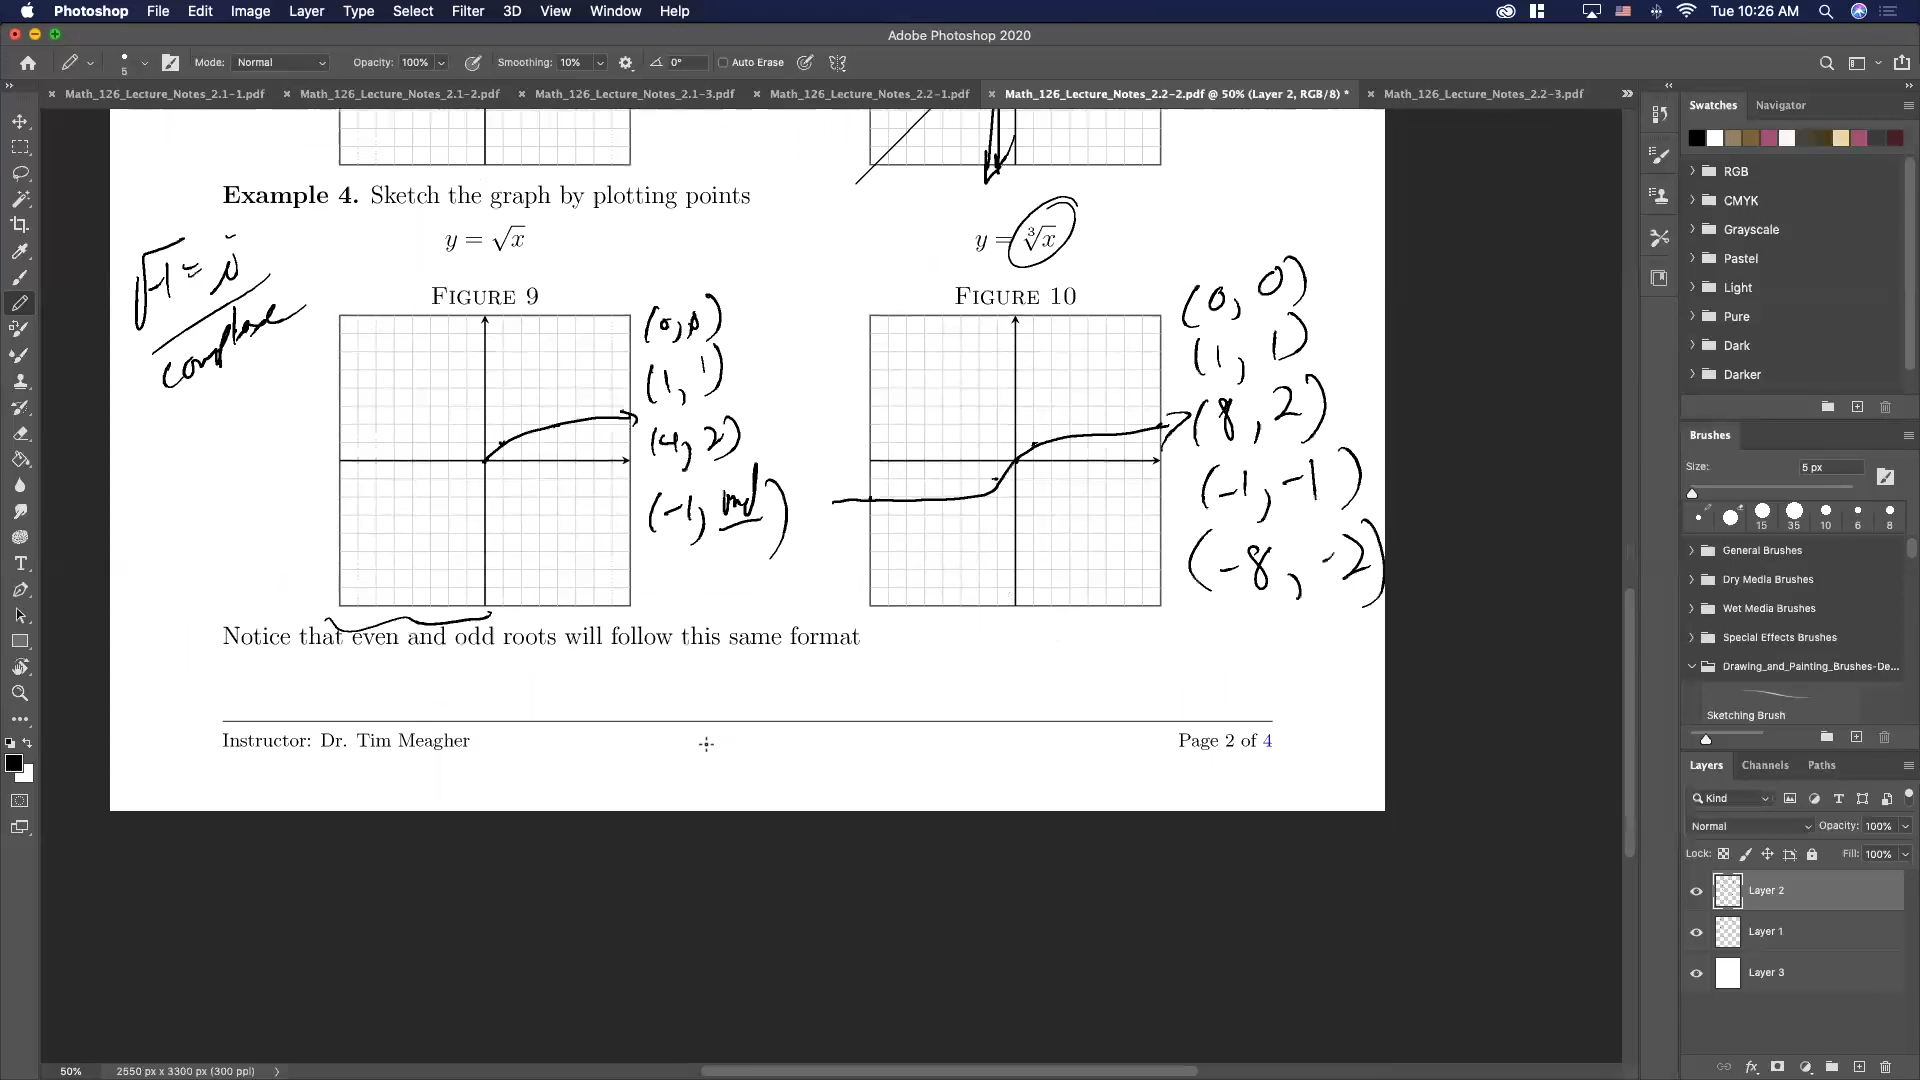 Photoshop File Edit Image Layer Type Select Filter 3D View Window Help Tue 10:26 AM
Adobe Photoshop 2020
5 Mode: Normal Opacity: 100% Smoothing: 10% 0° Auto Erase
Math_126_Lecture_Notes_2.1-1.pdf Math_126_Lecture_Notes_2.1-2.pdf Math_126_Lecture_Notes_2.1-3.pdf Math_126_Lecture_Notes_2.2-1.pdf Math_126_Lecture_Notes_2.2-2.pdf @ 50% (Layer 2, RGB/8) * Math_126_Lecture_Notes_2.2-3.pdf
Example 4. Sketch the graph by plotting points
y = √x
y = ∛x
√-1 = i
complex
FIGURE 9
(0, 0)
(1, 1)
(4, 2)
(-1, und)
FIGURE 10
(0, 0)
(1, 1)
(8, 2)
(-1, -1)
(-8, -2)
Notice that even and odd roots will follow this same format
Instructor: Dr. Tim Meagher
Page 2 of 4
Swatches Navigator
RGB
CMYK
Grayscale
Pastel
Light
Pure
Dark
Darker
Brushes
Size: 5 px
15 35 10 6 8
General Brushes
Dry Media Brushes
Wet Media Brushes
Special Effects Brushes
Drawing_and_Painting_Brushes-De...
Sketching Brush
Layers Channels Paths
Kind
Normal Opacity: 100%
Lock: Fill: 100%
Layer 2
Layer 1
Layer 3
50% 2550 px x 3300 px (300 ppi)